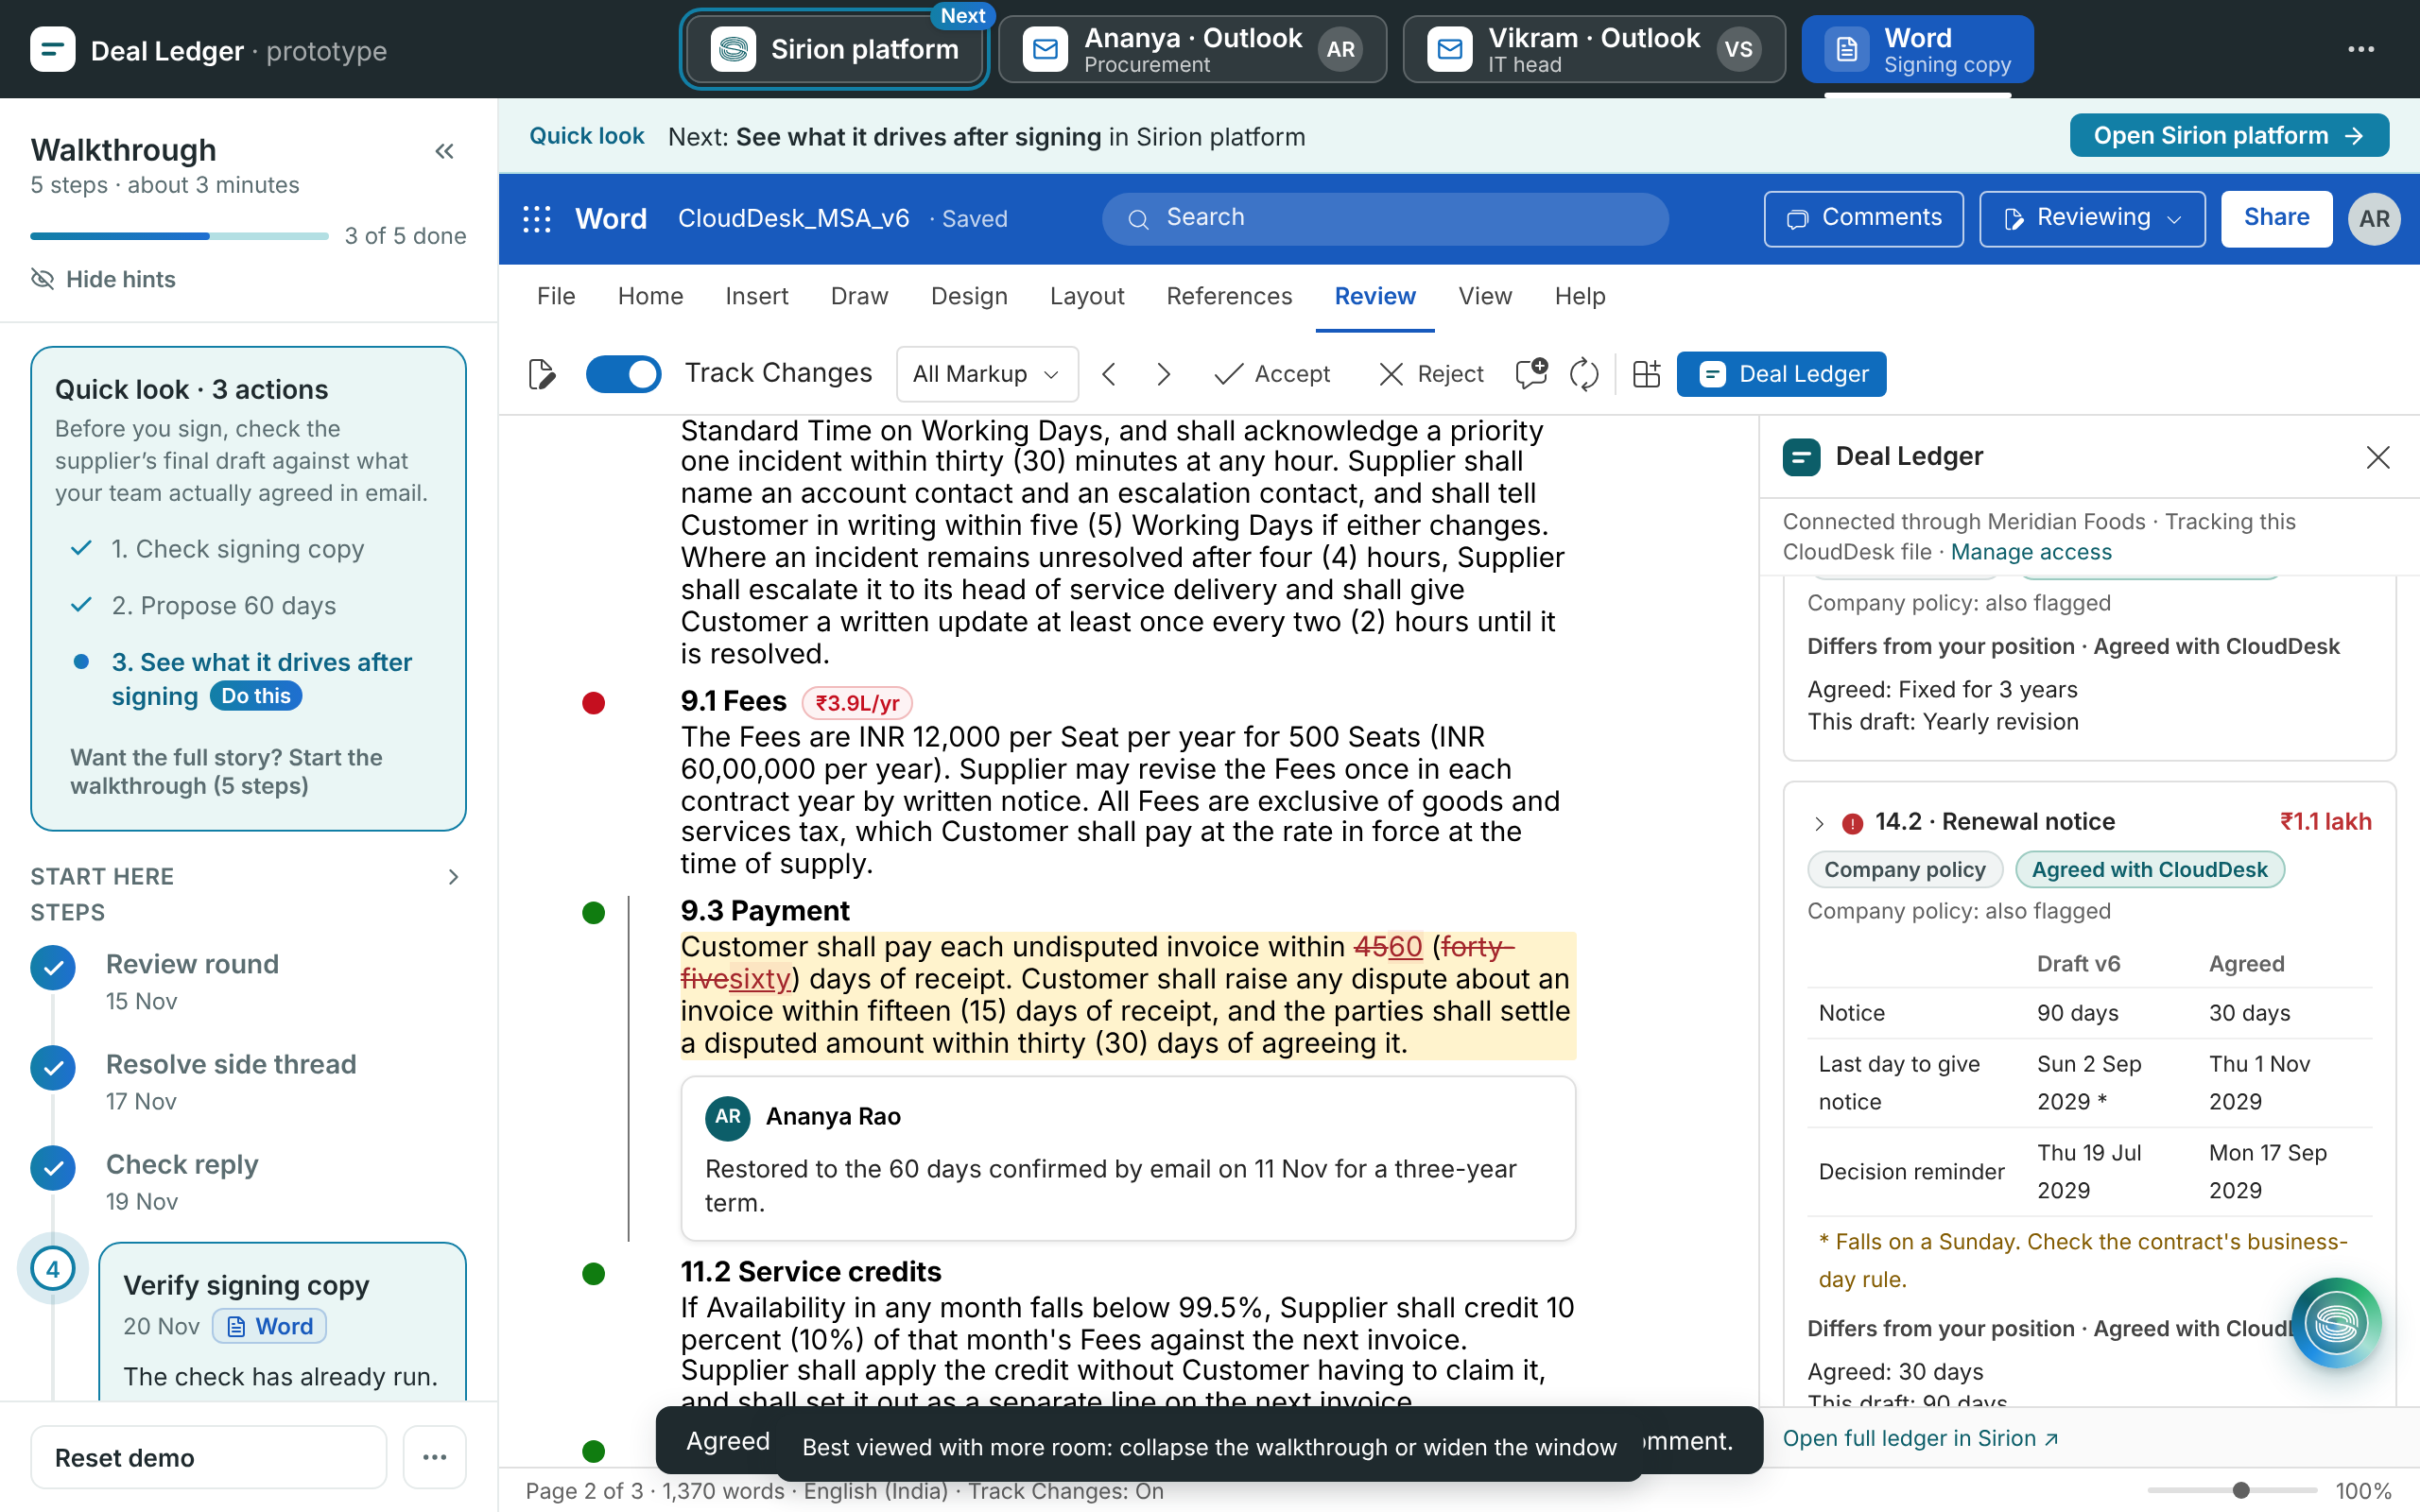 Deal Ledger · prototype
Sirion platform
Next
Ananya · Outlook
Procurement
AR
Vikram · Outlook
IT head
VS
Word
Signing copy
Walkthrough
5 steps · about 3 minutes
3 of 5 done
Hide hints
Quick look · 3 actions
Before you sign, check the
supplier’s final draft against what
your team actually agreed in email.
1. Check signing copy
2. Propose 60 days
3. See what it drives after
signing Do this
Want the full story? Start the
walkthrough (5 steps)
START HERE
STEPS
Review round
15 Nov
Resolve side thread
17 Nov
Check reply
19 Nov
4
Verify signing copy
20 Nov Word
The check has already run.
Reset demo
Quick look Next: See what it drives after signing in Sirion platform
Open Sirion platform
Word CloudDesk_MSA_v6 · Saved
Search
Comments
Reviewing
Share
AR
File Home Insert Draw Design Layout References Review View Help
Track Changes All Markup Accept Reject Deal Ledger
Standard Time on Working Days, and shall acknowledge a priority
one incident within thirty (30) minutes at any hour. Supplier shall
name an account contact and an escalation contact, and shall tell
Customer in writing within five (5) Working Days if either changes.
Where an incident remains unresolved after four (4) hours, Supplier
shall escalate it to its head of service delivery and shall give
Customer a written update at least once every two (2) hours until it
is resolved.
9.1 Fees ₹3.9L/yr
The Fees are INR 12,000 per Seat per year for 500 Seats (INR
60,00,000 per year). Supplier may revise the Fees once in each
contract year by written notice. All Fees are exclusive of goods and
services tax, which Customer shall pay at the rate in force at the
time of supply.
9.3 Payment
Customer shall pay each undisputed invoice within 4560 (forty-
fivesixty) days of receipt. Customer shall raise any dispute about an
invoice within fifteen (15) days of receipt, and the parties shall settle
a disputed amount within thirty (30) days of agreeing it.
AR Ananya Rao
Restored to the 60 days confirmed by email on 11 Nov for a three-year
term.
11.2 Service credits
If Availability in any month falls below 99.5%, Supplier shall credit 10
percent (10%) of that month's Fees against the next invoice.
Supplier shall apply the credit without Customer having to claim it,
and shall set it out as a separate line on the next invoice.
Agreed
Best viewed with more room: collapse the walkthrough or widen the window
mment.
Page 2 of 3 · 1,370 words · English (India) · Track Changes: On
100%
Deal Ledger
Connected through Meridian Foods · Tracking this
CloudDesk file · Manage access
Company policy: also flagged
Differs from your position · Agreed with CloudDesk
Agreed: Fixed for 3 years
This draft: Yearly revision
14.2 · Renewal notice ₹1.1 lakh
Company policy Agreed with CloudDesk
Company policy: also flagged
Draft v6 Agreed
Notice 90 days 30 days
Last day to give
notice
Sun 2 Sep
2029 *
Thu 1 Nov
2029
Decision reminder
Thu 19 Jul
2029
Mon 17 Sep
2029
* Falls on a Sunday. Check the contract's business-
day rule.
Differs from your position · Agreed with Cloud
Agreed: 30 days
This draft: 90 days
Open full ledger in Sirion ↗